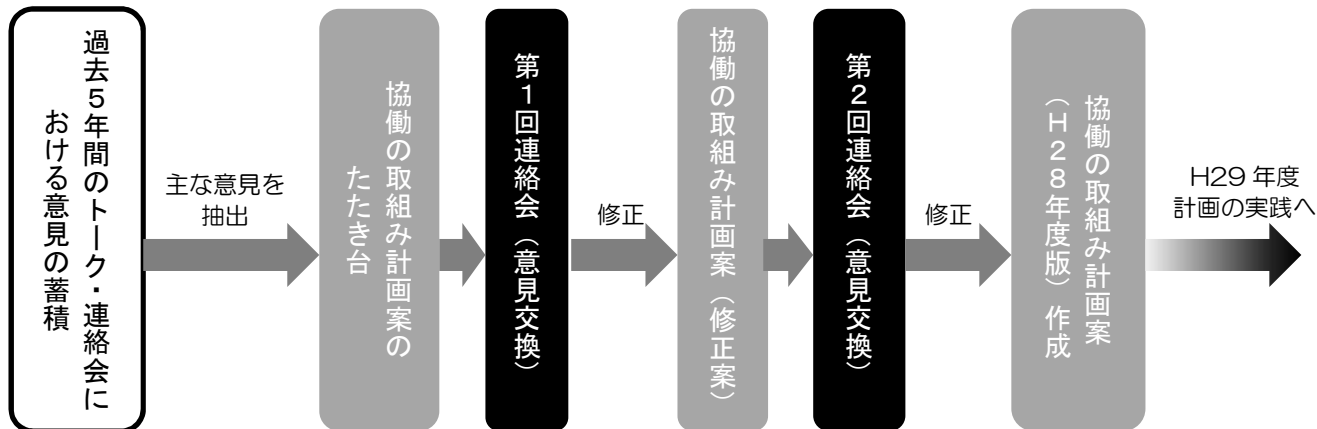 過去５年間のトーク・連絡会に
おける意見の蓄積
主な意見を
抽出
協働の取組み計画案の
たたき台
第１回連絡会（意見交換）
修正
協働の取組み計画案（修正案）
第２回連絡会（意見交換）
修正
協働の取組み計画案
（Ｈ２８年度版）作成
H29 年度
計画の実践へ